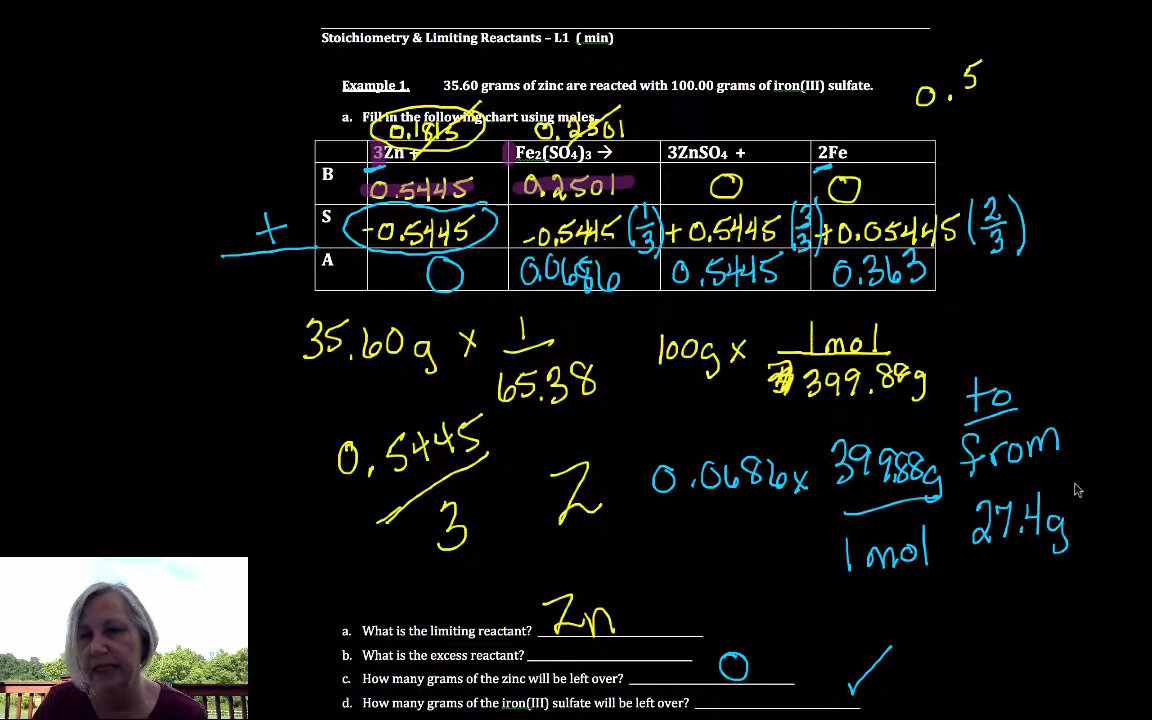 Stoichiometry & Limiting Reactants – L1 ( min)
0.5
Example 1. 35.60 grams of zinc are reacted with 100.00 grams of iron(III) sulfate.
a. Fill in the following chart using moles.
0.1815 0.2501
3Zn + Fe₂(SO₄)₃ → 3ZnSO₄ + 2Fe
B 0.5445 0.2501 0 0
+ S -0.5445 -0.5445 (1/3) +0.5445 (3/3) +0.05445 (2/3)
A 0 0.0686 0.5445 0.363
35.60g x 1/65.38 100g x 1mol/399.88g
0.5445/3 Z 0.0686 x 399.88g/1mol
to
from
27.4g
a. What is the limiting reactant? Zn
b. What is the excess reactant?
c. How many grams of the zinc will be left over? 0
d. How many grams of the iron(III) sulfate will be left over? ✓